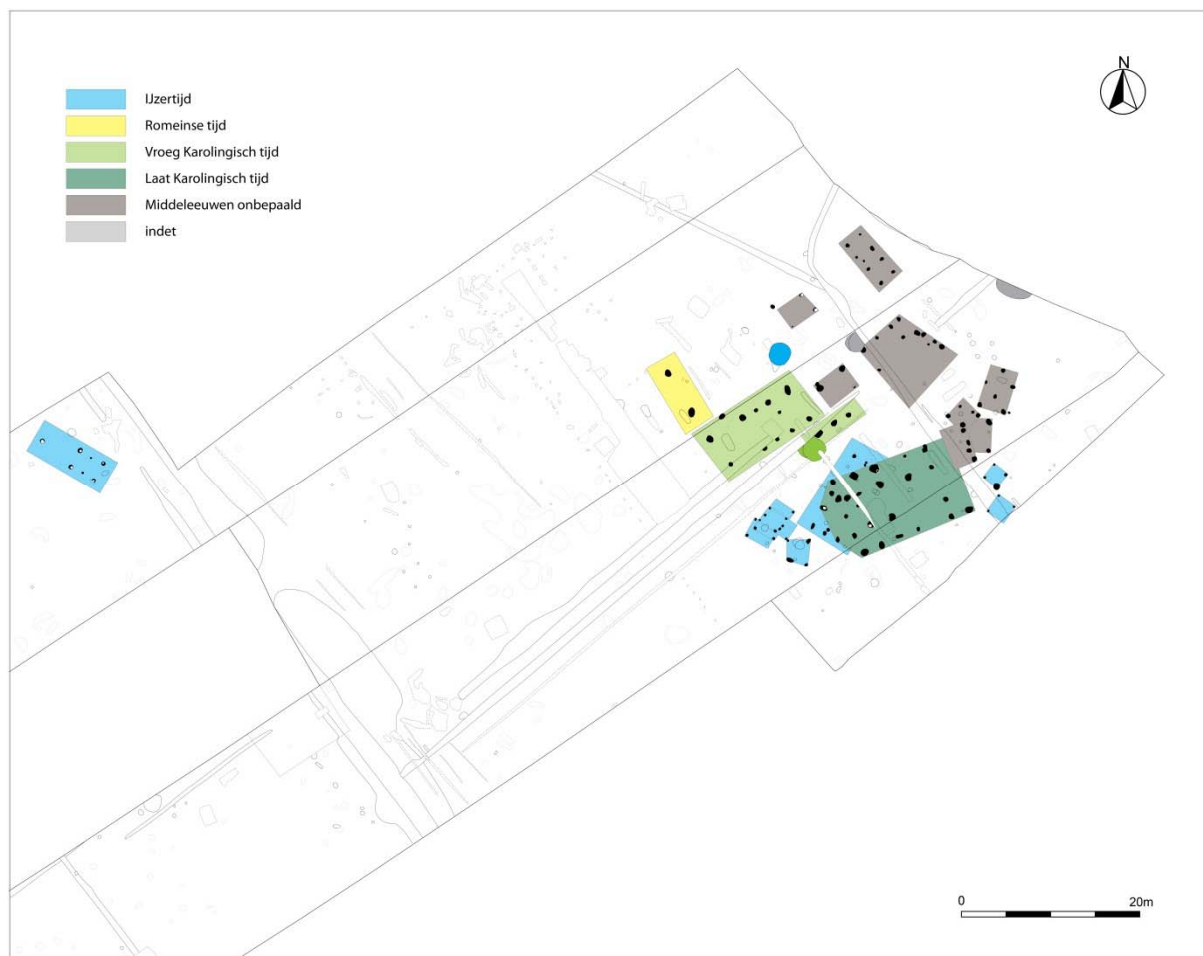 N
IJzertijd
Romeinse tijd
Vroeg Karolingisch tijd
Laat Karolingisch tijd
Middeleeuwen onbepaald
indet
0 20m